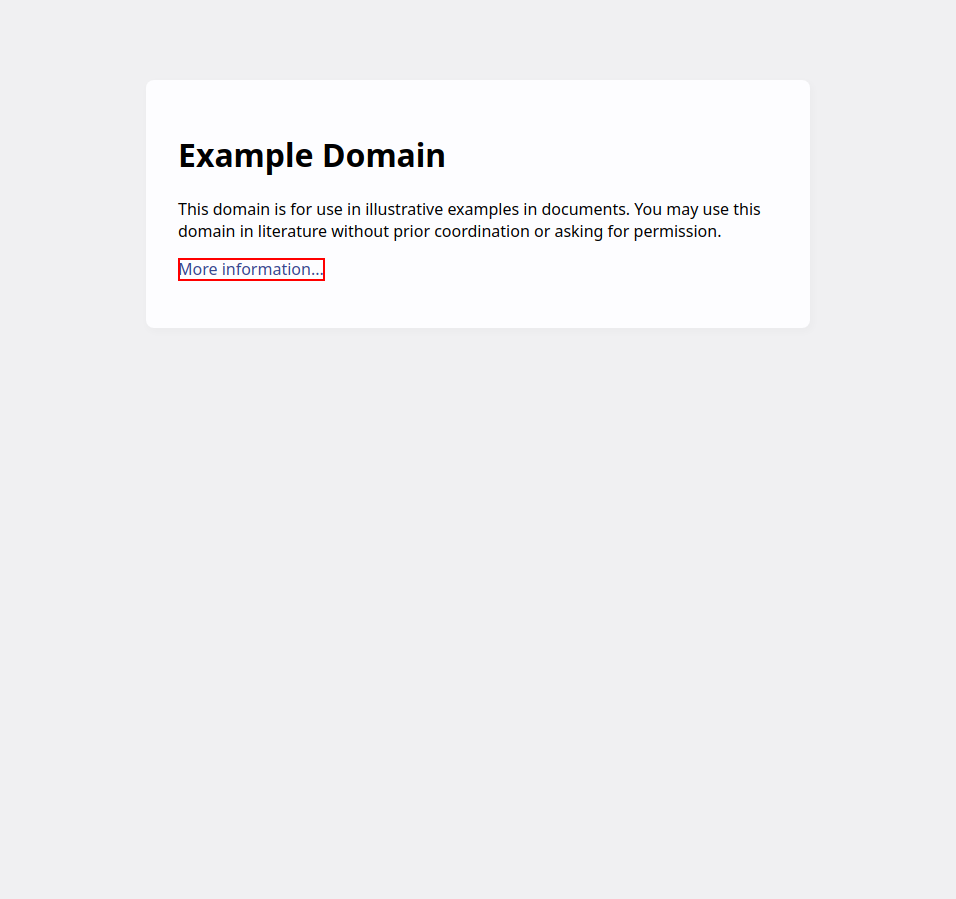 Example Domain
This domain is for use in illustrative examples in documents. You may use this
domain in literature without prior coordination or asking for permission.
More information...